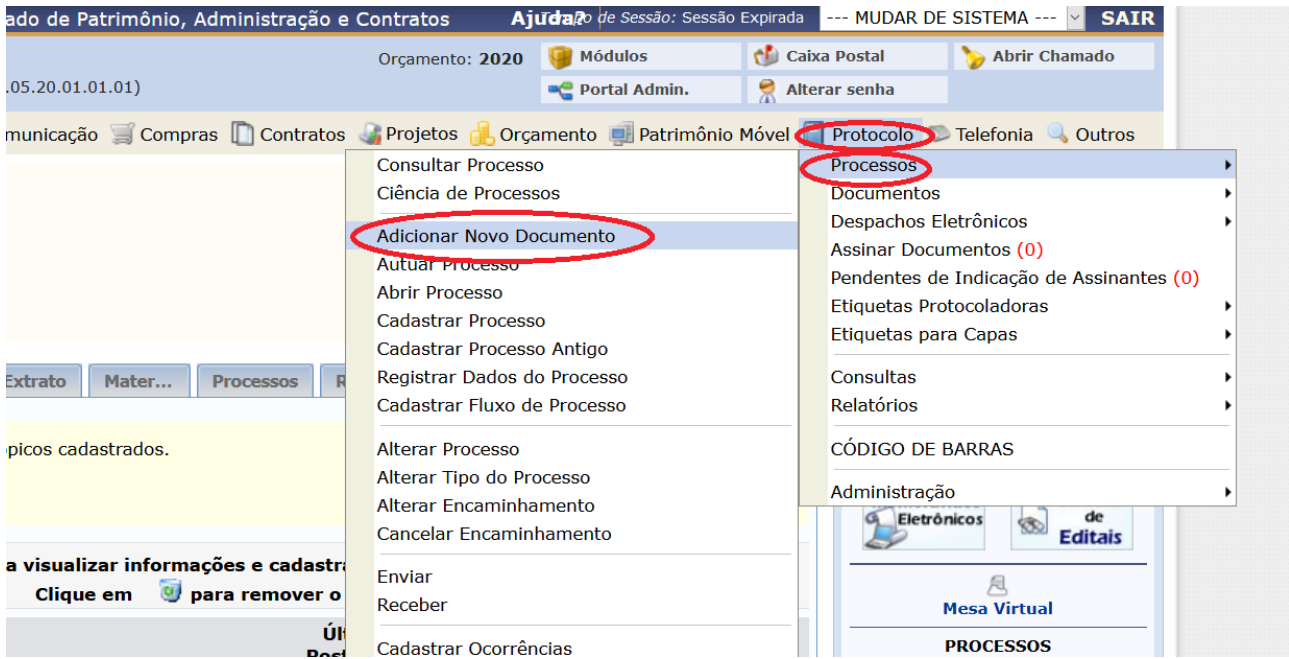 ado de Patrimônio, Administração e Contratos Ajuda? de Sessão: Sessão Expirada --- MUDAR DE SISTEMA --- SAIR
Orçamento: 2020 Módulos Caixa Postal Abrir Chamado
.05.20.01.01.01) Portal Admin. Alterar senha
municação Compras Contratos Projetos Orçamento Patrimônio Móvel Protocolo Telefonia Outros
Consultar Processo
Ciência de Processos
Adicionar Novo Documento
Autuar Processo
Abrir Processo
Cadastrar Processo
Cadastrar Processo Antigo
Registrar Dados do Processo
Cadastrar Fluxo de Processo
Alterar Processo
Alterar Tipo do Processo
Alterar Encaminhamento
Cancelar Encaminhamento
Enviar
Receber
Cadastrar Ocorrências
Processos
Documentos
Despachos Eletrônicos
Assinar Documentos (0)
Pendentes de Indicação de Assinantes (0)
Etiquetas Protocoladoras
Etiquetas para Capas
Consultas
Relatórios
CÓDIGO DE BARRAS
Administração
Extrato Mater... Processos R
picos cadastrados.
a visualizar informações e cadastra
Clique em para remover o
Últ
Post
Eletrônicos
de
Editais
Mesa Virtual
PROCESSOS